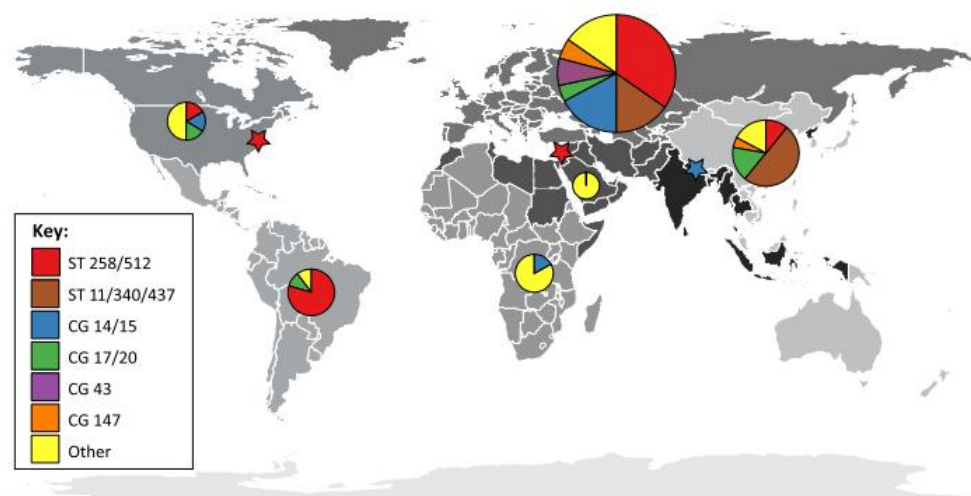 Key:
ST 258/512
ST 11/340/437
CG 14/15
CG 17/20
CG 43
CG 147
Other